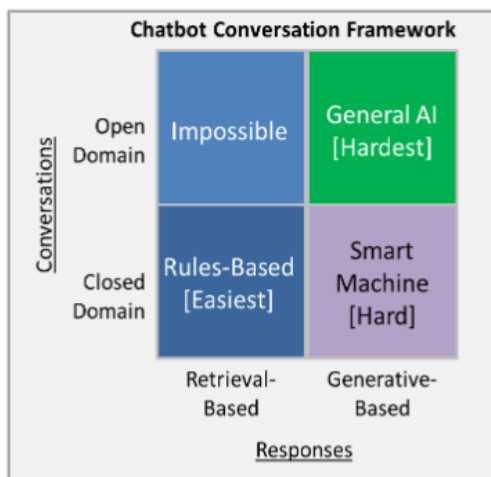 Chatbot Conversation Framework
Conversations
Open
Domain
Impossible
General AI
[Hardest]
Closed
Domain
Rules-Based
[Easiest]
Smart
Machine
[Hard]
Retrieval-
Based
Generative-
Based
Responses